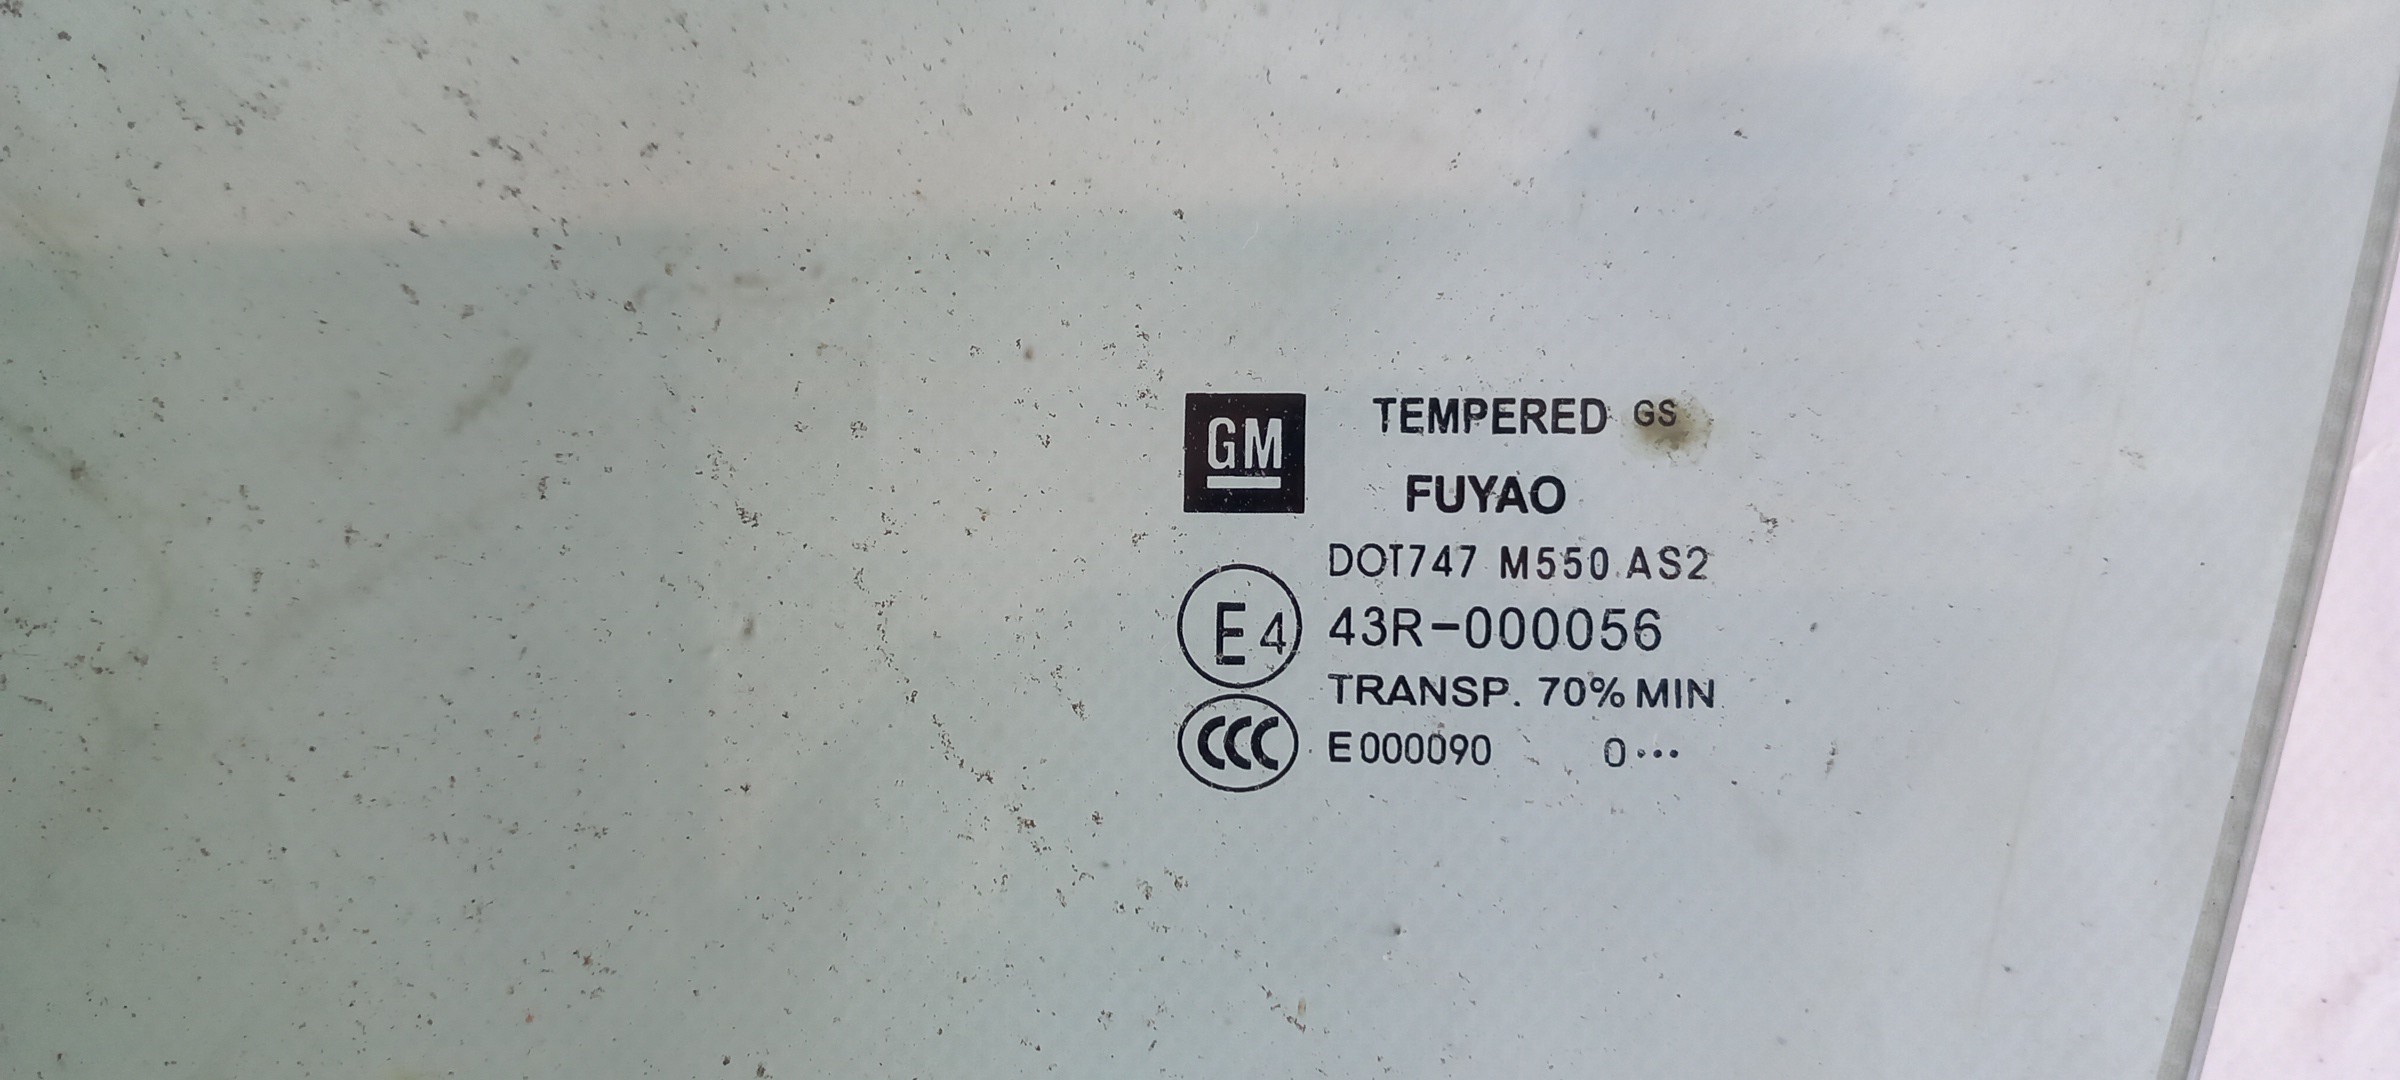 GM TEMPERED GS
FUYAO
DOT747 M550 AS2
E4 43R-000056
TRANSP. 70% MIN
CCC E000090 0...